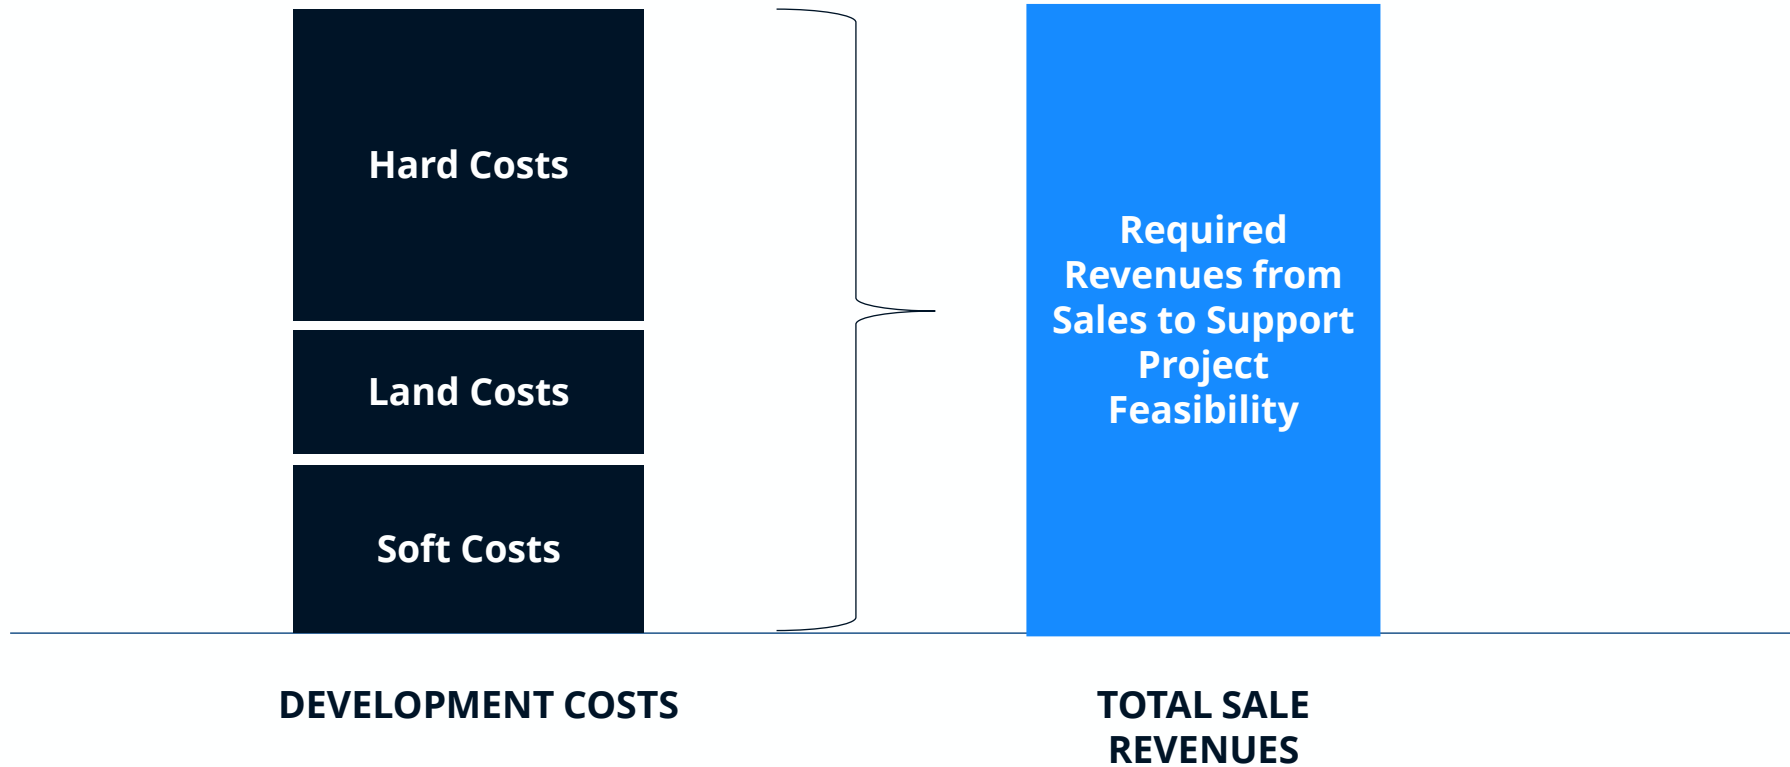 Hard Costs
Land Costs
Soft Costs
DEVELOPMENT COSTS
Required
Revenues from
Sales to Support
Project
Feasibility
TOTAL SALE
REVENUES